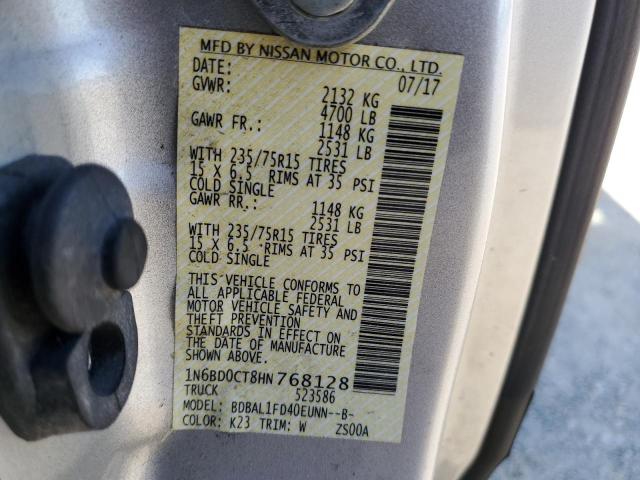 MFD BY NISSAN MOTOR CO., LTD.
DATE: 07/17
GVWR: 2132 KG
4700 LB
GAWR FR.: 1148 KG
2531 LB
WITH 235/75R15 TIRES
15 X 6.5 RIMS AT 35 PSI
COLD SINGLE
GAWR RR.: 1148 KG
2531 LB
WITH 235/75R15 TIRES
15 X 6.5 RIMS AT 35 PSI
COLD SINGLE
THIS VEHICLE CONFORMS TO
ALL APPLICABLE FEDERAL
MOTOR VEHICLE SAFETY AND
THEFT PREVENTION
STANDARDS IN EFFECT ON
THE DATE OF MANUFACTURE
SHOWN ABOVE.
1N6BD0CT8HN768128
TRUCK 523586
MODEL: BDBAL1FD40EUNN--B-
COLOR: K23 TRIM: W ZS00A